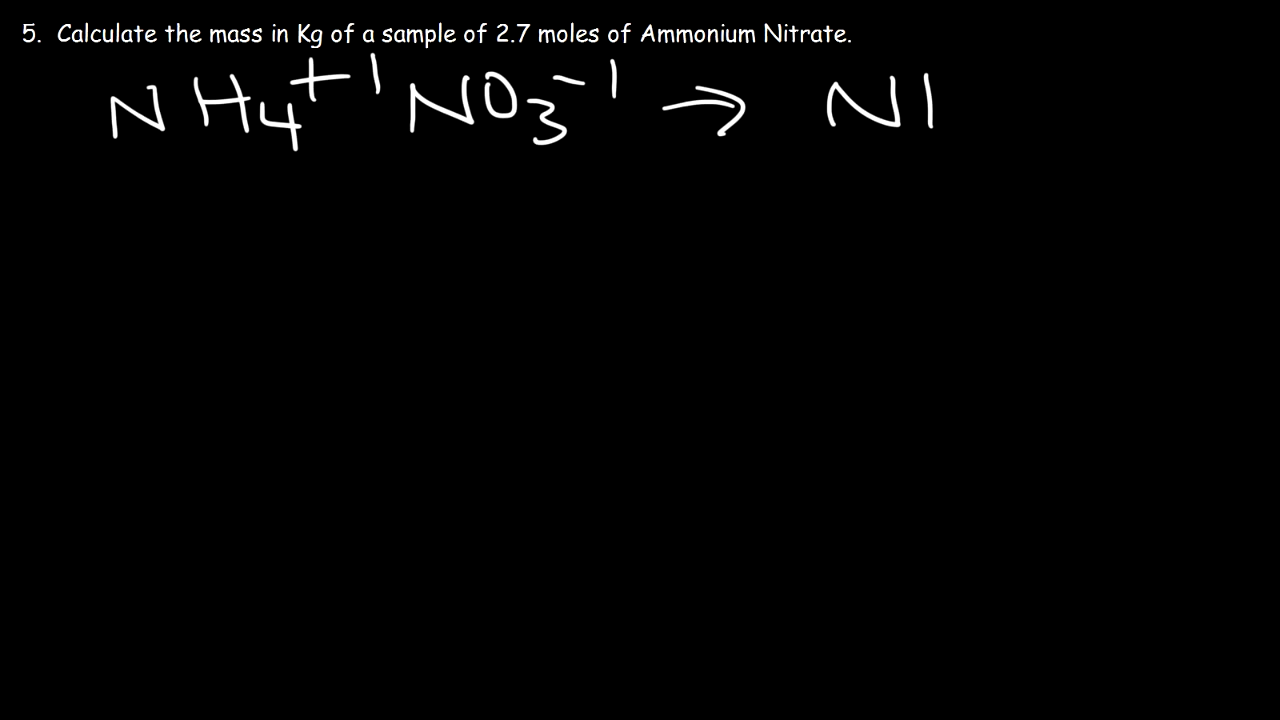 5. Calculate the mass in Kg of a sample of 2.7 moles of Ammonium Nitrate.
NH₄⁺¹ NO₃⁻¹ → NI